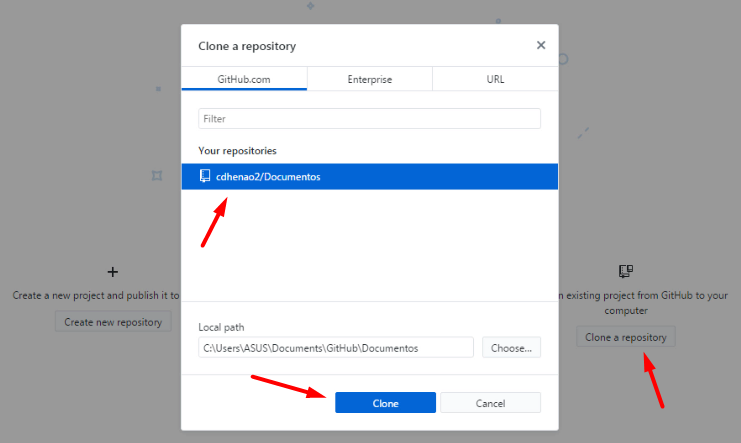 Clone a repository
GitHub.com
Enterprise
URL
Filter
Your repositories
cdhenao2/Documentos
Create a new project and publish it to
Create new repository
n existing project from GitHub to your
computer
Clone a repository
Local path
C:\Users\ASUS\Documents\GitHub\Documentos
Choose...
Clone
Cancel